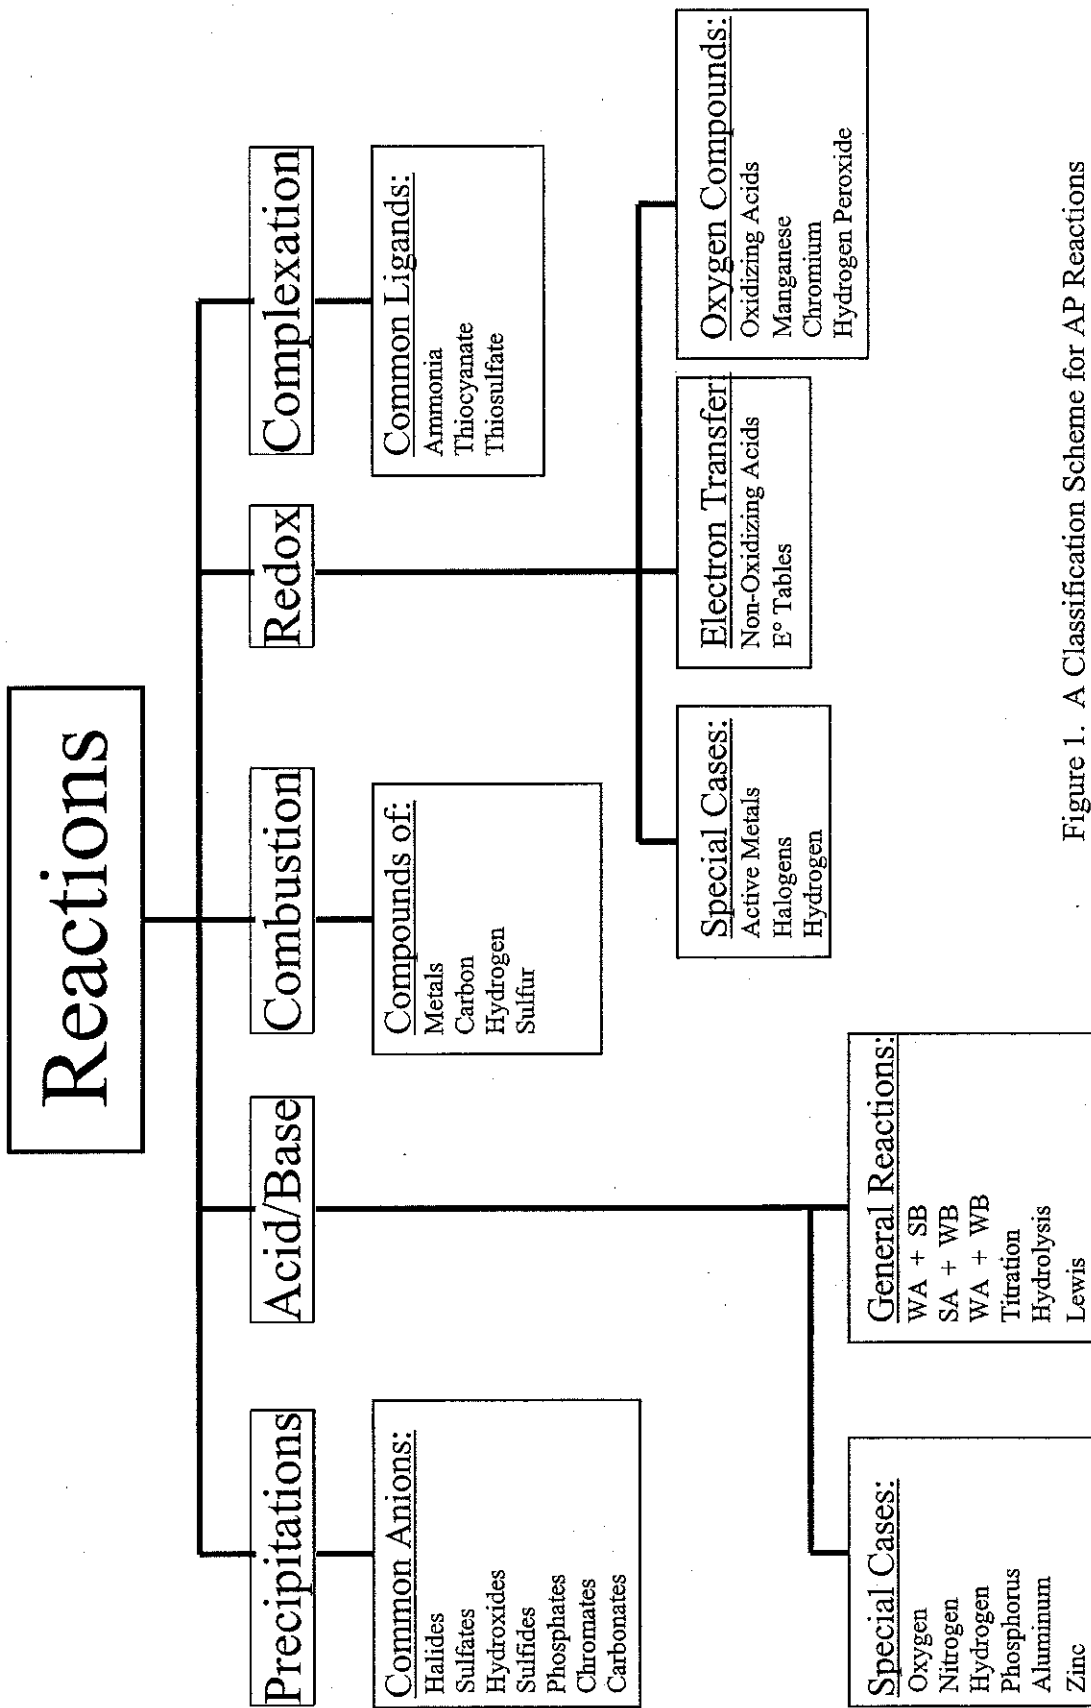 Reactions
Precipitations
Acid/Base
Combustion
Redox
Complexation
Common Anions:
Halides
Sulfates
Hydroxides
Sulfides
Phosphates
Chromates
Carbonates
Compounds of:
Metals
Carbon
Hydrogen
Sulfur
Common Ligands:
Ammonia
Thiocyanate
Thiosulfate
Special Cases:
Active Metals
Halogens
Hydrogen
Electron Transfer
Non-Oxidizing Acids
E° Tables
Oxygen Compounds:
Oxidizing Acids
Manganese
Chromium
Hydrogen Peroxide
Special Cases:
Oxygen
Nitrogen
Hydrogen
Phosphorus
Aluminum
Zinc
General Reactions:
WA + SB
SA + WB
WA + WB
Titration
Hydrolysis
Lewis
Figure 1. A Classification Scheme for AP Reactions